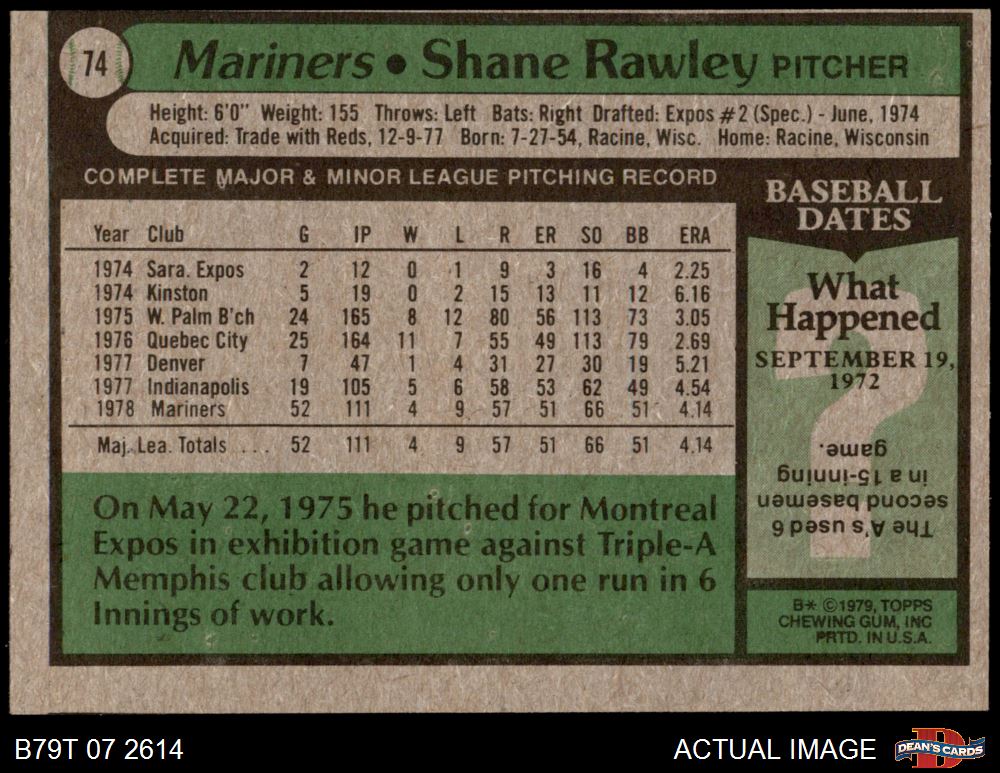 74
Mariners • Shane Rawley PITCHER
Height: 6'0" Weight: 155 Throws: Left Bats: Right Drafted: Expos #2 (Spec.) - June, 1974
Acquired: Trade with Reds, 12-9-77 Born: 7-27-54, Racine, Wisc. Home: Racine, Wisconsin
COMPLETE MAJOR & MINOR LEAGUE PITCHING RECORD
Year Club G IP W L R ER SO BB ERA
1974 Sara. Expos 2 12 0 1 9 3 16 4 2.25
1974 Kinston 5 19 0 2 15 13 11 12 6.16
1975 W. Palm B'ch 24 165 8 12 80 56 113 73 3.05
1976 Quebec City 25 164 11 7 55 49 113 79 2.69
1977 Denver 7 47 1 4 31 27 30 19 5.21
1977 Indianapolis 19 105 5 6 58 53 62 49 4.54
1978 Mariners 52 111 4 9 57 51 66 51 4.14
Maj. Lea. Totals ... 52 111 4 9 57 51 66 51 4.14
On May 22, 1975 he pitched for Montreal
Expos in exhibition game against Triple-A
Memphis club allowing only one run in 6
Innings of work.
BASEBALL
DATES
What
Happened
SEPTEMBER 19,
1972
?
The A's used 6
second basemen
in a 15-inning
game.
B* ©1979, TOPPS
CHEWING GUM, INC
PRTD. IN U.S.A.
B79T 07 2614
ACTUAL IMAGE
D
DEAN'S CARDS